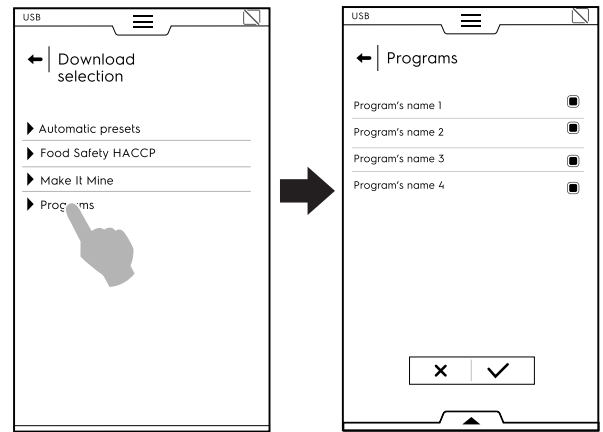 USB
Download
selection
Automatic presets
Food Safety HACCP
Make It Mine
Programs
USB
Programs
Program's name 1
Program's name 2
Program's name 3
Program's name 4